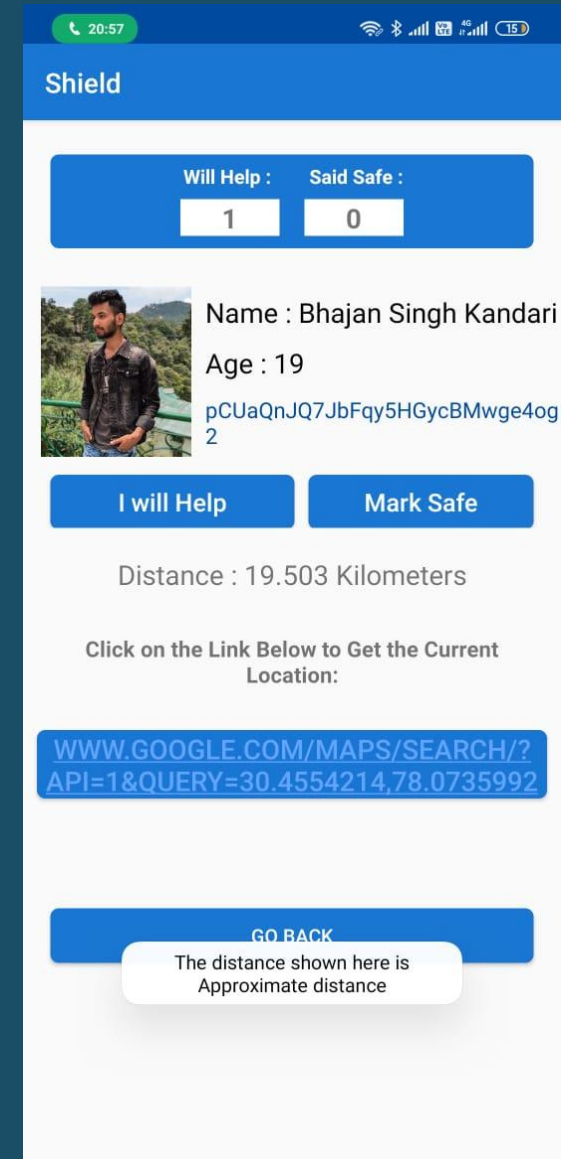 20:57
Vo LTE 4G 15
Shield
Will Help : Said Safe :
1 0
Name : Bhajan Singh Kandari
Age : 19
pCUaQnJQ7JbFqy5HGycBMwge4og
2
I will Help Mark Safe
Distance : 19.503 Kilometers
Click on the Link Below to Get the Current
Location:
WWW.GOOGLE.COM/MAPS/SEARCH/?
API=1&QUERY=30.4554214,78.0735992
GO BACK
The distance shown here is
Approximate distance